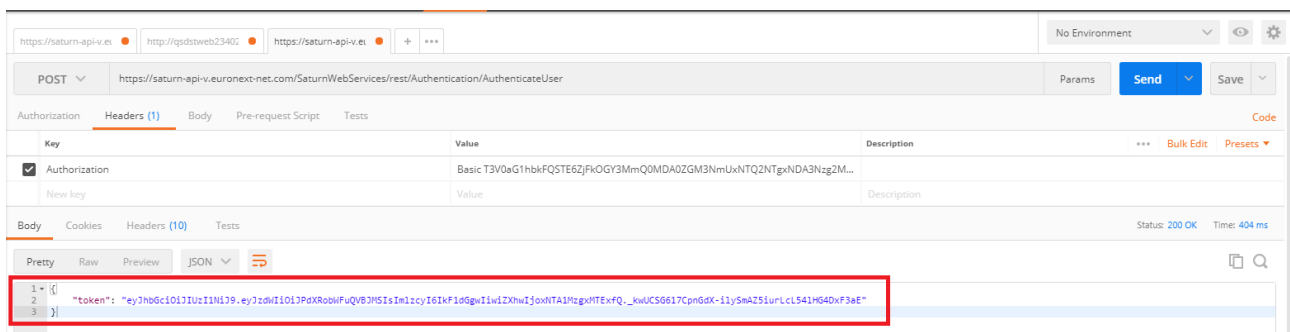 https://saturn-api-v.eu
http://qsdstweb23402
https://saturn-api-v.eu
+
•••
No Environment
POST
https://saturn-api-v.euronext-net.com/SaturnWebServices/rest/Authentication/AuthenticateUser
Params
Send
Save
Authorization
Headers (1)
Body
Pre-request Script
Tests
Code
Key
Value
Description
•••
Bulk Edit
Presets
Authorization
Basic T3V0aG1hbkFQSTE6ZjFkOGY3MmQ0MDA0ZGM3NmUxNTQ2NTgxNDA3Nzg2M...
New key
Value
Description
Body
Cookies
Headers (10)
Tests
Status: 200 OK
Time: 404 ms
Pretty
Raw
Preview
JSON
1 {
2 "token": "eyJhbGciOiJIUzI1NiJ9.eyJzdWIiOiJPdXRobWFuQVBJMSIsImlzcyI6IkF1dGgwIiwiZXhwIjoxNTA1MzgxMTExfQ._kwUCSG617CpnGdX-ilySmAZ5iurLcL541HG4DxF3aE"
3 }